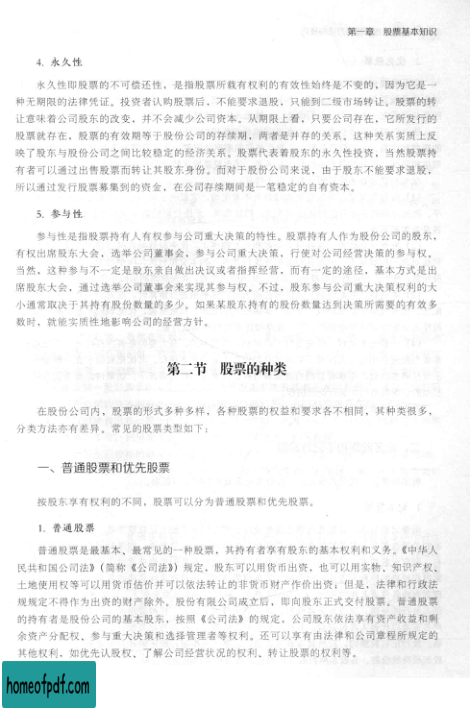 第一章 股票基本知识
4. 永久性
永久性即股票的不可偿还性，是指股票所载有权利的有效性始终是不变的，因为它是一
种无期限的法律凭证。投资者认购股票后，不能要求退股，只能到二级市场转让。股票的转
让意味着公司股东的改变，并不会减少公司资本。从期限上看，只要公司存在，它所发行的
股票就存在，股票的有效期等于股份公司的存续期，两者是并存的关系。这种关系实质上反
映了股东与股份公司之间比较稳定的经济关系。股票代表着股东的永久性投资，当然股票持
有者可以通过出售股票而转让其股东身份。而对于股份公司来说，由于股东不能要求退股，
所以通过发行股票募集到的资金，在公司存续期间是一笔稳定的自有资本。
5. 参与性
参与性是指股票持有人有权参与公司重大决策的特性。股票持有人作为股份公司的股东，
有权出席股东大会，选举公司董事会，参与公司重大决策，行使对公司经营决策的参与权。
当然，这种参与不一定是股东亲自做出决议或者指挥经营，而有一定的途径，基本方式是出
席股东大会，通过选举公司董事会来实现其参与权。不过，股东参与公司重大决策权利的大
小通常取决于其持有股份数量的多少。如果某股东持有的股份数量达到决策所需要的有效多
数时，就能实质性地影响公司的经营方针。
第二节 股票的种类
在股份公司内，股票的形式多种多样，各种股票的权益和要求各不相同，其种类很多，
分类方法亦有差异。常见的股票类型如下：
一、普通股票和优先股票
按股东享有权利的不同，股票可以分为普通股票和优先股票。
1. 普通股票
普通股票是最基本、最常见的一种股票，其持有者享有股东的基本权利和义务。《中华人
民共和国公司法》（简称《公司法》）规定，股东可以用货币出资，也可以用实物、知识产权、
土地使用权等可以用货币估价并可以依法转让的非货币财产作价出资；但是，法律和行政法
规规定不得作为出资的财产除外。股份有限公司成立后，即向股东正式交付股票。普通股票
的持有者是股份公司的基本股东，按照《公司法》的规定，公司股东依法享有资产收益和剩
余资产分配权、参与重大决策和选择管理者等权利。还可以享有由法律和公司章程所规定的
其他权利，如优先认股权、了解公司经营状况的权利、转让股票的权利等。
homeofpdf.com